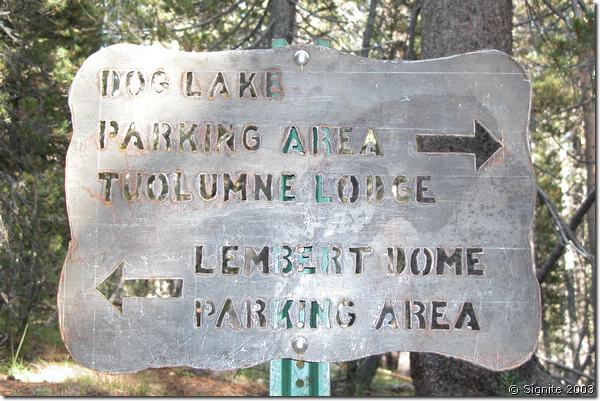 DOG LAKE
PARKING AREA
TUOLUMNE LODGE
LEMBERT DOME
PARKING AREA
© Signite 2003